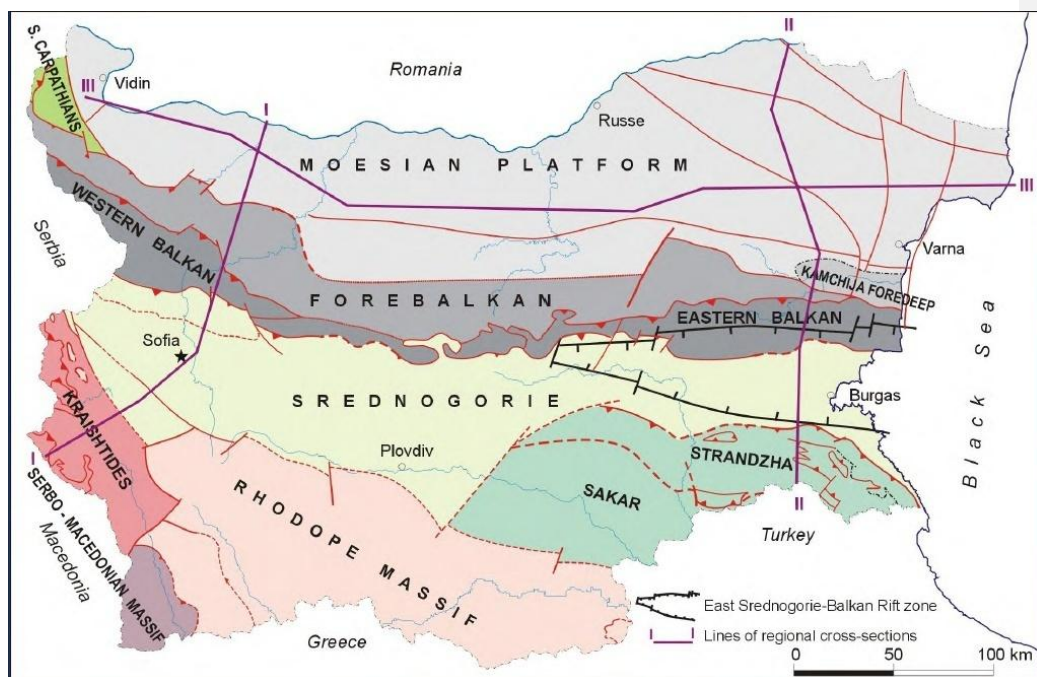 II
S. CARPATHIANS
Romania
III
Vidin
I
Russe
MOESIAN PLATFORM
III
WESTERN BALKAN
Serbia
Varna
KAMCHIJA FOREDEEP
FOREBALKAN
EASTERN BALKAN
Sofia
Black Sea
SREDNOGORIE
Burgas
KRAISHTIDES
I
Plovdiv
STRANDZHA
SAKAR
II
RHODOPE MASSIF
SERBO - MACEDONIAN MASSIF
Macedonia
Turkey
Greece
East Srednogorie-Balkan Rift zone
I I
Lines of regional cross-sections
0 50 100 km